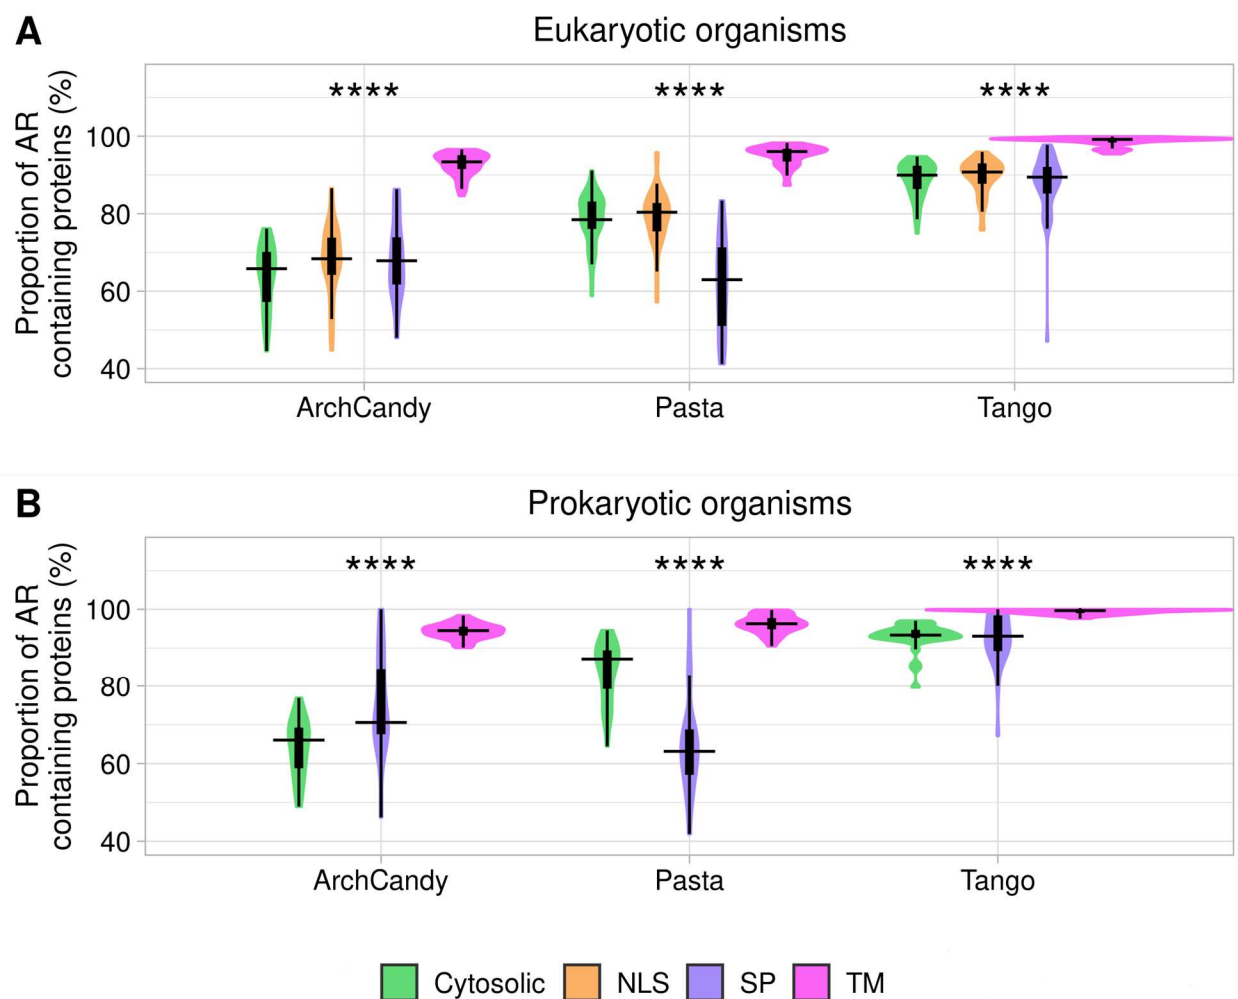 A
Eukaryotic organisms
Proportion of AR
containing proteins (%)
**** **** ****
100
80
60
40
ArchCandy Pasta Tango
B
Prokaryotic organisms
Proportion of AR
containing proteins (%)
**** **** ****
100
80
60
40
ArchCandy Pasta Tango
Cytosolic NLS SP TM